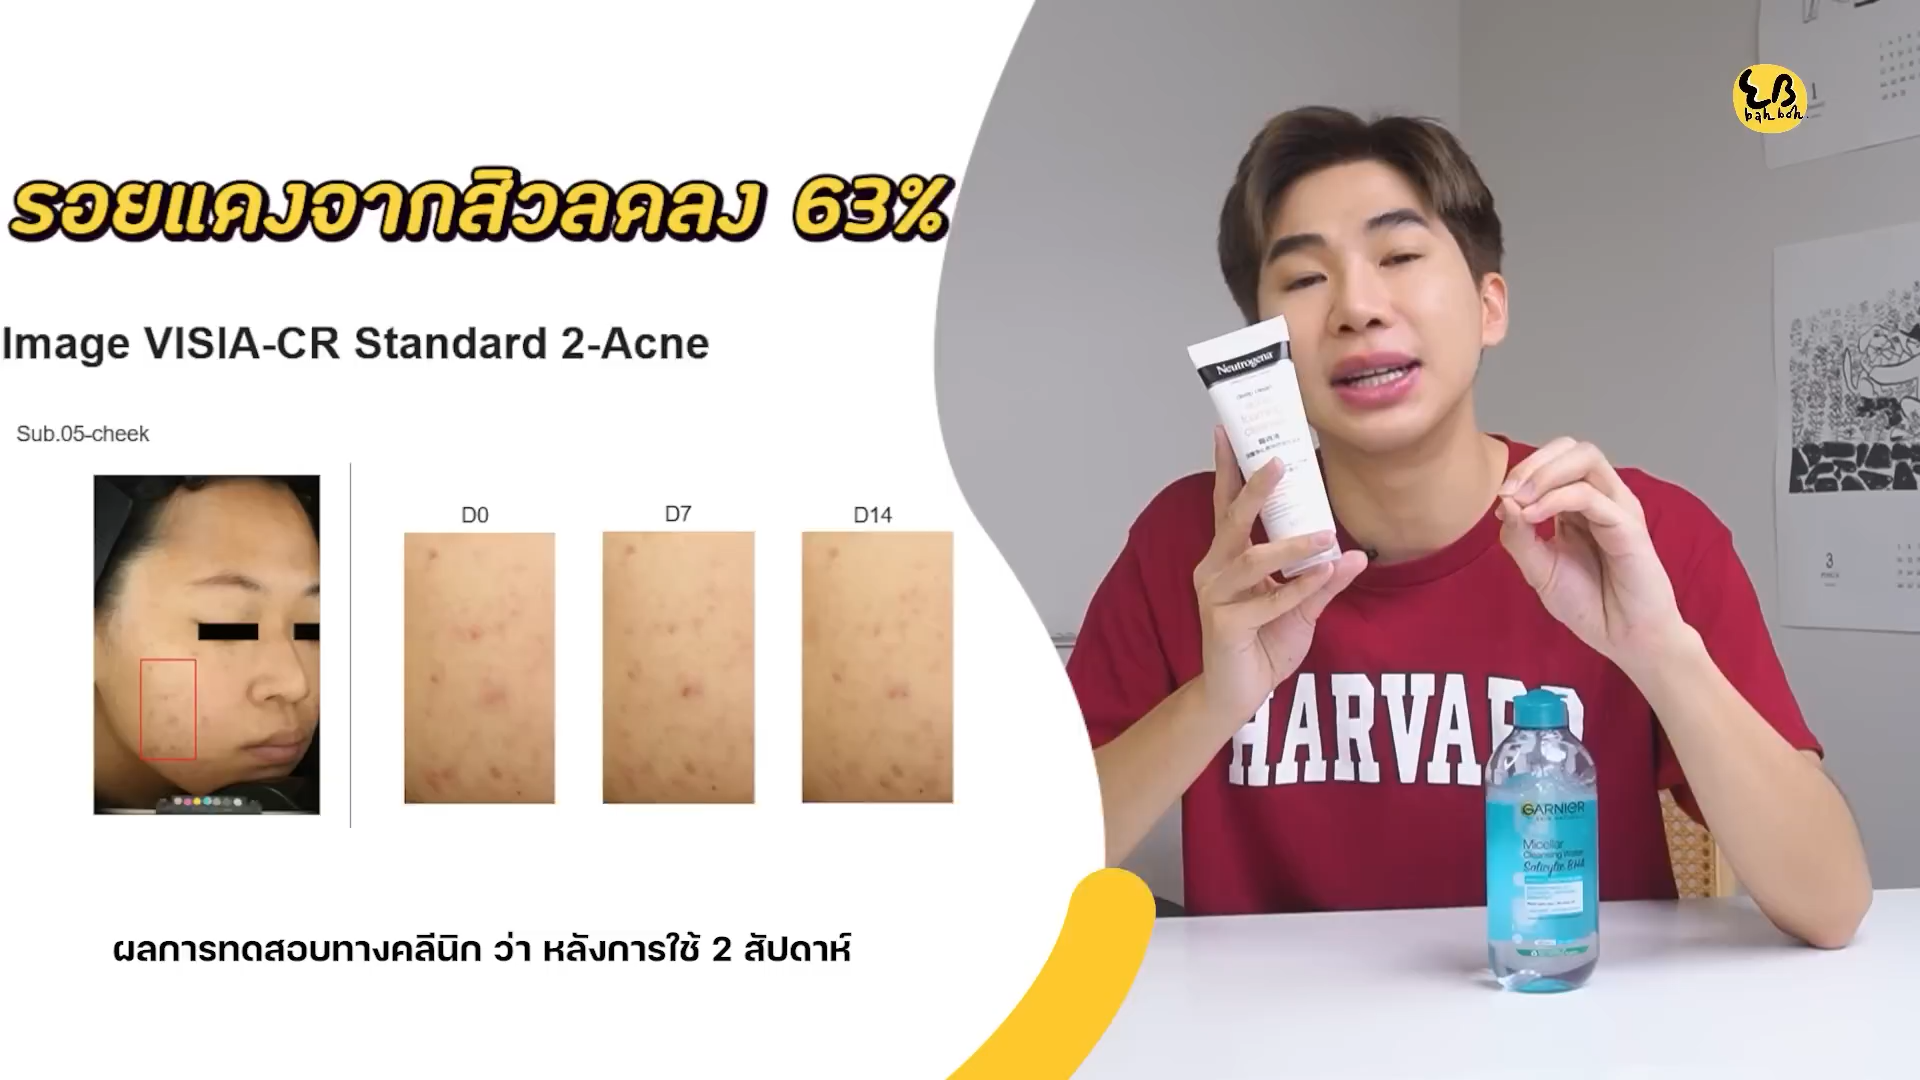 รอยแดงจากสิวลดลง 63%
Image VISIA-CR Standard 2-Acne
Sub.05-cheek
D0
D7
D14
ผลการทดสอบทางคลีนิก ว่า หลังการใช้ 2 สัปดาห์
bah boh.
1
Neutrogena
3
HARVARD
GARNIER
Micellar
Cleansing Water
Salicylic BHA